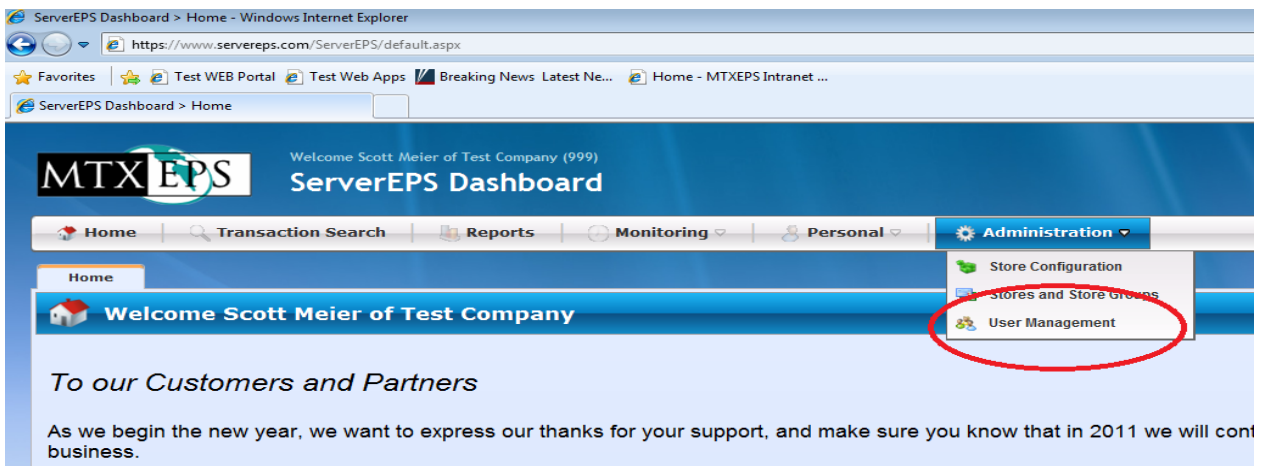 ServerEPS Dashboard > Home - Windows Internet Explorer
https://www.servereps.com/ServerEPS/default.aspx
Favorites Test WEB Portal Test Web Apps Breaking News Latest Ne... Home - MTXEPS Intranet ...
ServerEPS Dashboard > Home
MTX EPS
Welcome Scott Meier of Test Company (999)
ServerEPS Dashboard
Home Transaction Search Reports Monitoring Personal Administration
Store Configuration
Stores and Store Groups
User Management
Home
Welcome Scott Meier of Test Company
To our Customers and Partners
As we begin the new year, we want to express our thanks for your support, and make sure you know that in 2011 we will cont
business.